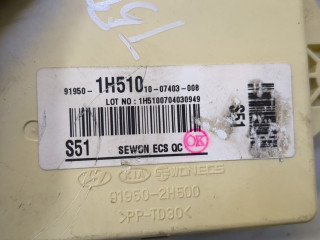 91950- 1H510 10-07403-008
LOT NO : 1H5100704030949
S51
SEWON ECS QC
OK
S51
KIA SEWONECS
91950-2H500
>PP-TD30<